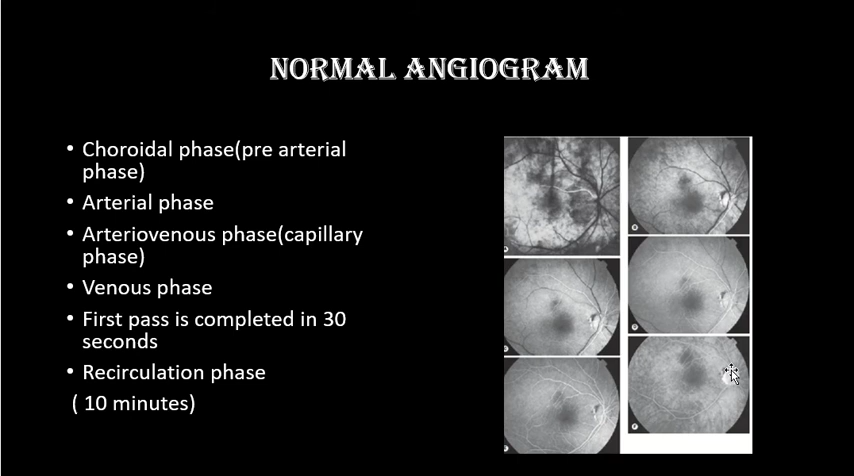 NORMAL ANGIOGRAM
• Choroidal phase(pre arterial
phase)
• Arterial phase
• Arteriovenous phase(capillary
phase)
• Venous phase
• First pass is completed in 30
seconds
• Recirculation phase
( 10 minutes)